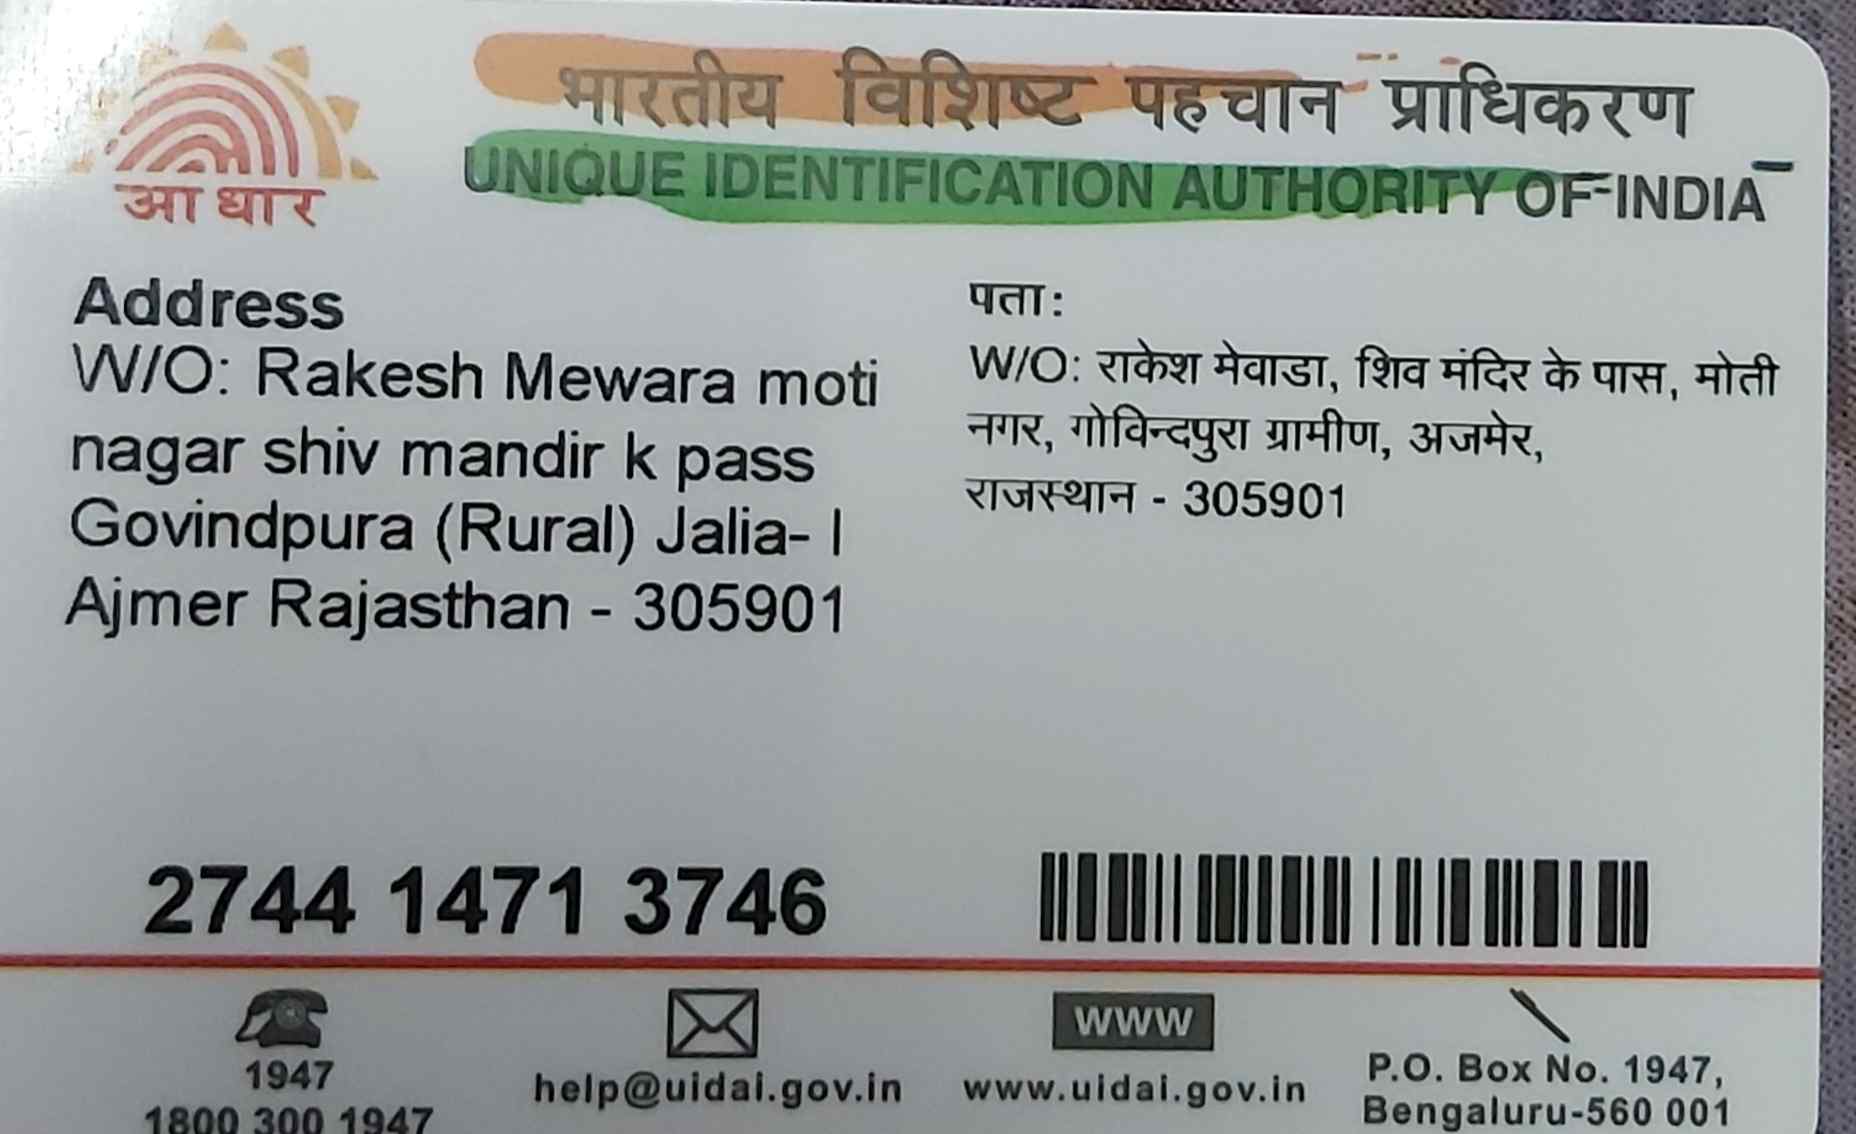 आधार
भारतीय विशिष्ट पहचान प्राधिकरण
UNIQUE IDENTIFICATION AUTHORITY OF INDIA
Address
W/O: Rakesh Mewara moti
nagar shiv mandir k pass
Govindpura (Rural) Jalia- I
Ajmer Rajasthan - 305901
पता:
W/O: राकेश मेवाडा, शिव मंदिर के पास, मोती
नगर, गोविन्दपुरा ग्रामीण, अजमेर,
राजस्थान - 305901
2744 1471 3746
1947
1800 300 1947
help@uidai.gov.in
www
www.uidai.gov.in
P.O. Box No. 1947,
Bengaluru-560 001